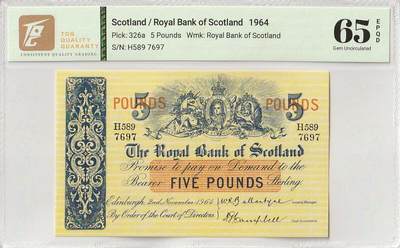 TOP
QUALITY
GUARANTY
CONSISTENT QUALITY GRADING
Scotland / Royal Bank of Scotland 1964
Pick: 326a 5 Pounds Wmk: Royal Bank of Scotland
S/N: H589 7697
65 EPQD
Gem Uncirculated
5 5
POUNDS POUNDS
H589 H589
7697 7697
The Royal Bank of Scotland
Promise to pay on Demand to the
Bearer FIVE POUNDS Sterling.
Edinburgh, 2nd November 1964
By Order of the Court of Directors